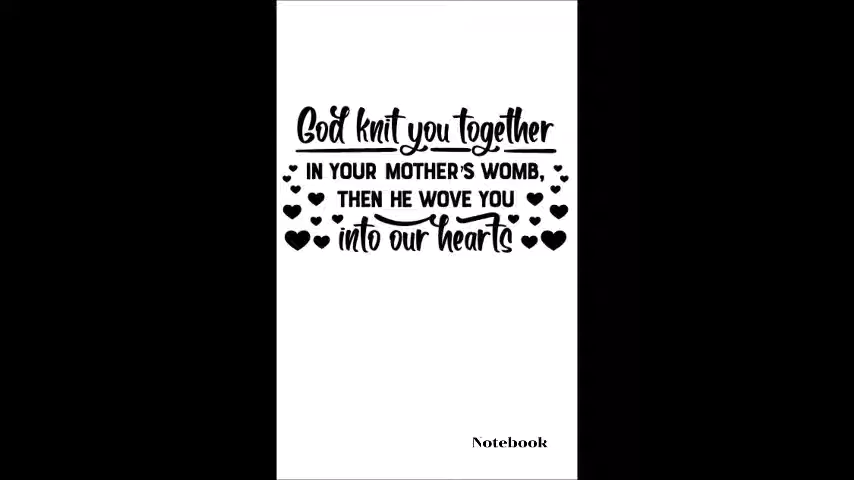 God knit you together
IN YOUR MOTHER'S WOMB,
THEN HE WOVE YOU
into our hearts
Notebook